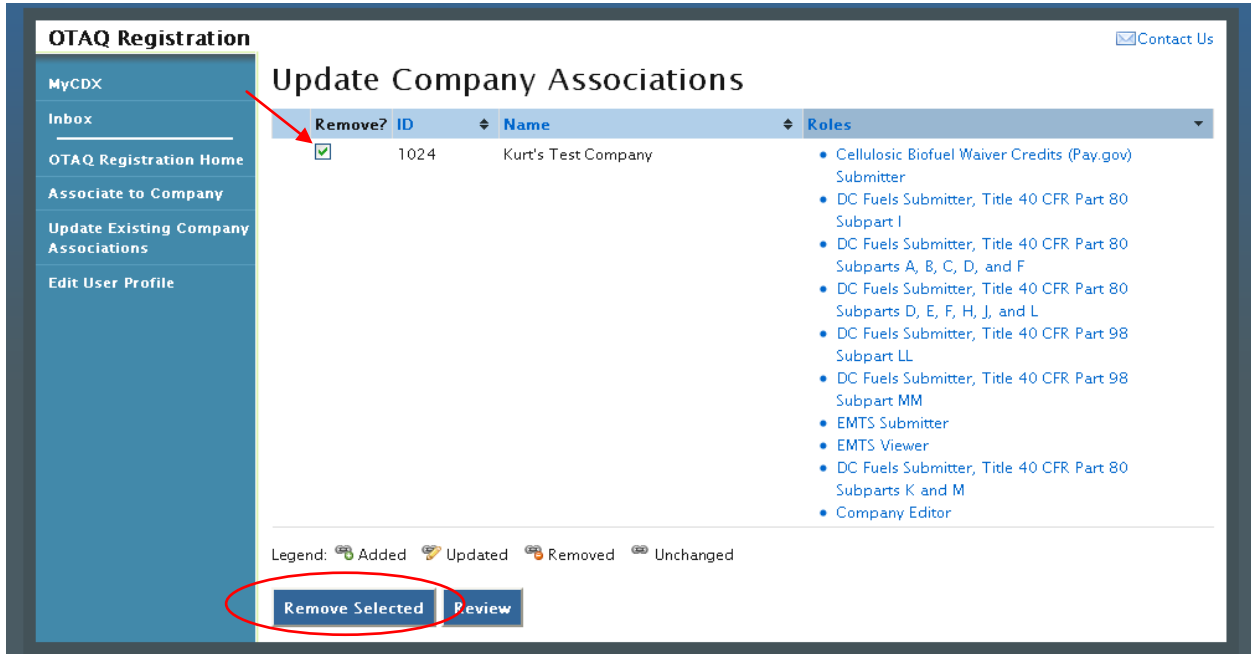 OTAQ Registration
Contact Us
MyCDX
Inbox
OTAQ Registration Home
Associate to Company
Update Existing Company
Associations
Edit User Profile
Update Company Associations
Remove? ID Name Roles
1024 Kurt's Test Company
Cellulosic Biofuel Waiver Credits (Pay.gov)
Submitter
DC Fuels Submitter, Title 40 CFR Part 80
Subpart I
DC Fuels Submitter, Title 40 CFR Part 80
Subparts A, B, C, D, and F
DC Fuels Submitter, Title 40 CFR Part 80
Subparts D, E, F, H, J, and L
DC Fuels Submitter, Title 40 CFR Part 98
Subpart LL
DC Fuels Submitter, Title 40 CFR Part 98
Subpart MM
EMTS Submitter
EMTS Viewer
DC Fuels Submitter, Title 40 CFR Part 80
Subparts K and M
Company Editor
Legend: Added Updated Removed Unchanged
Remove Selected Review